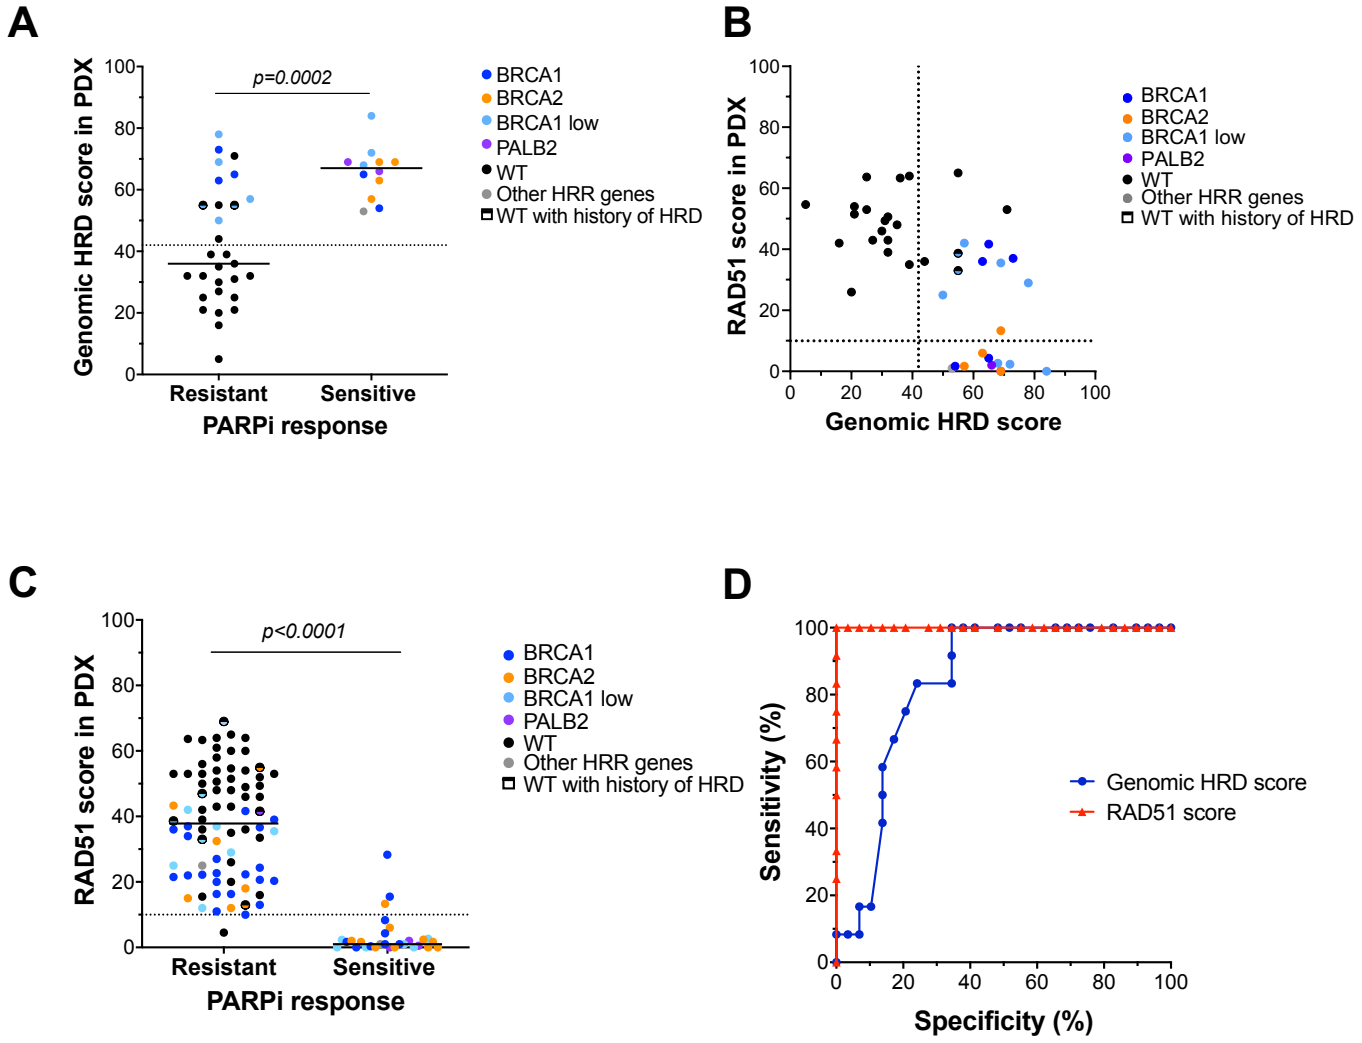 A
Genomic HRD score in PDX
100
80
60
40
20
0
p=0.0002
Resistant
Sensitive
PARPi response
BRCA1
BRCA2
BRCA1 low
PALB2
WT
Other HRR genes
WT with history of HRD
B
RAD51 score in PDX
100
80
60
40
20
0
0 20 40 60 80 100
Genomic HRD score
BRCA1
BRCA2
BRCA1 low
PALB2
WT
Other HRR genes
WT with history of HRD
C
RAD51 score in PDX
100
80
60
40
20
0
p<0.0001
Resistant
Sensitive
PARPi response
BRCA1
BRCA2
BRCA1 low
PALB2
WT
Other HRR genes
WT with history of HRD
D
Sensitivity (%)
100
80
60
40
20
0
0 20 40 60 80 100
Specificity (%)
Genomic HRD score
RAD51 score